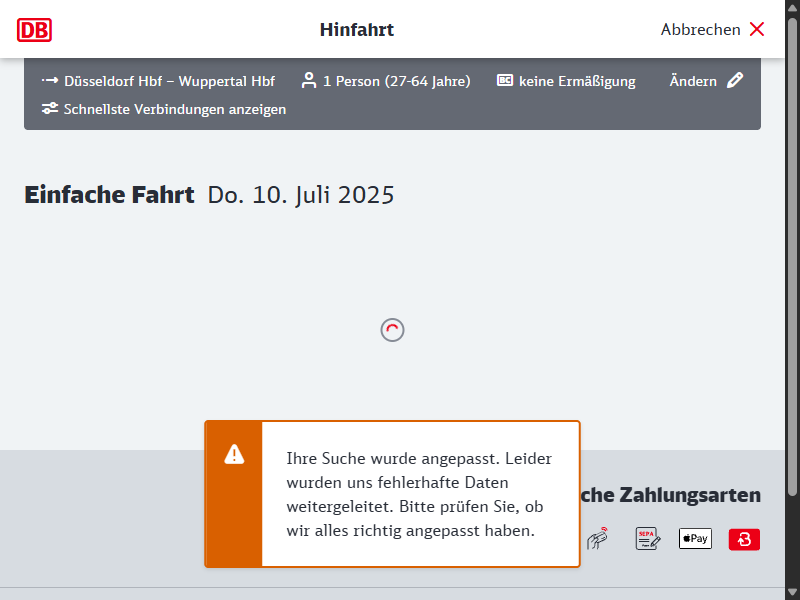 DB
Hinfahrt
Abbrechen
Düsseldorf Hbf – Wuppertal Hbf
1 Person (27-64 Jahre)
BC keine Ermäßigung
Ändern
Schnellste Verbindungen anzeigen
Einfache Fahrt Do. 10. Juli 2025
Ihre Suche wurde angepasst. Leider
wurden uns fehlerhafte Daten
weitergeleitet. Bitte prüfen Sie, ob
wir alles richtig angepasst haben.
che Zahlungsarten
SEPA
Pay